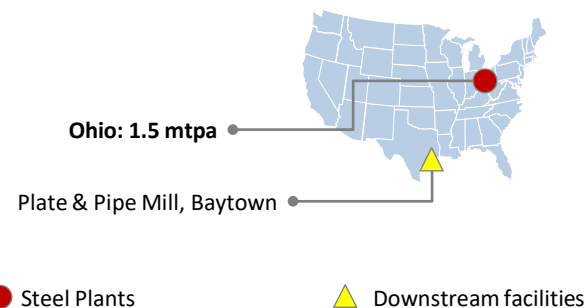 Ohio: 1.5 mtpa
Plate & Pipe Mill, Baytown
Steel Plants
Downstream facilities